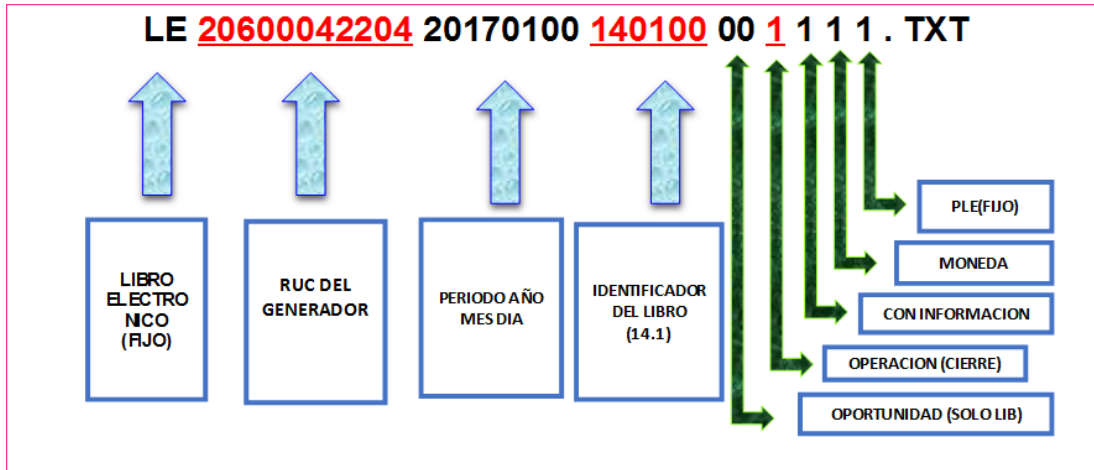 LE 20600042204 20170100 140100 00 1 1 1 1 . TXT
LIBRO
ELECTRO
NICO
(FIJO)
RUC DEL
GENERADOR
PERIODO AÑO
MES DIA
IDENTIFICADOR
DEL LIBRO
(14.1)
PLE(FIJO)
MONEDA
CON INFORMACION
OPERACION (CIERRE)
OPORTUNIDAD (SOLO LIB)